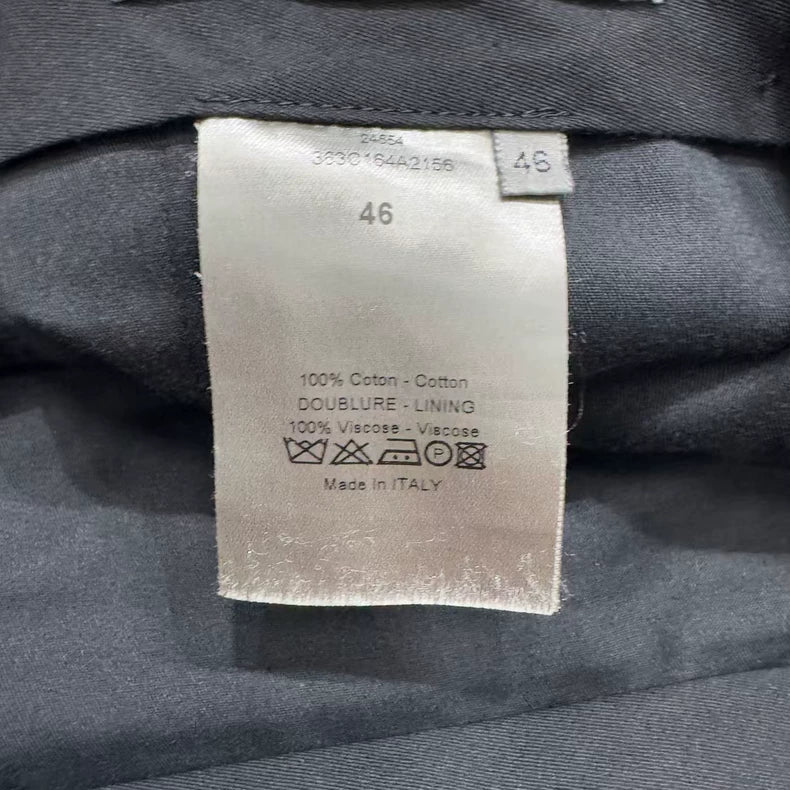 24654
363C164A2156
46
46
100% Coton - Cotton
DOUBLURE - LINING
100% Viscose - Viscose
P
Made In ITALY